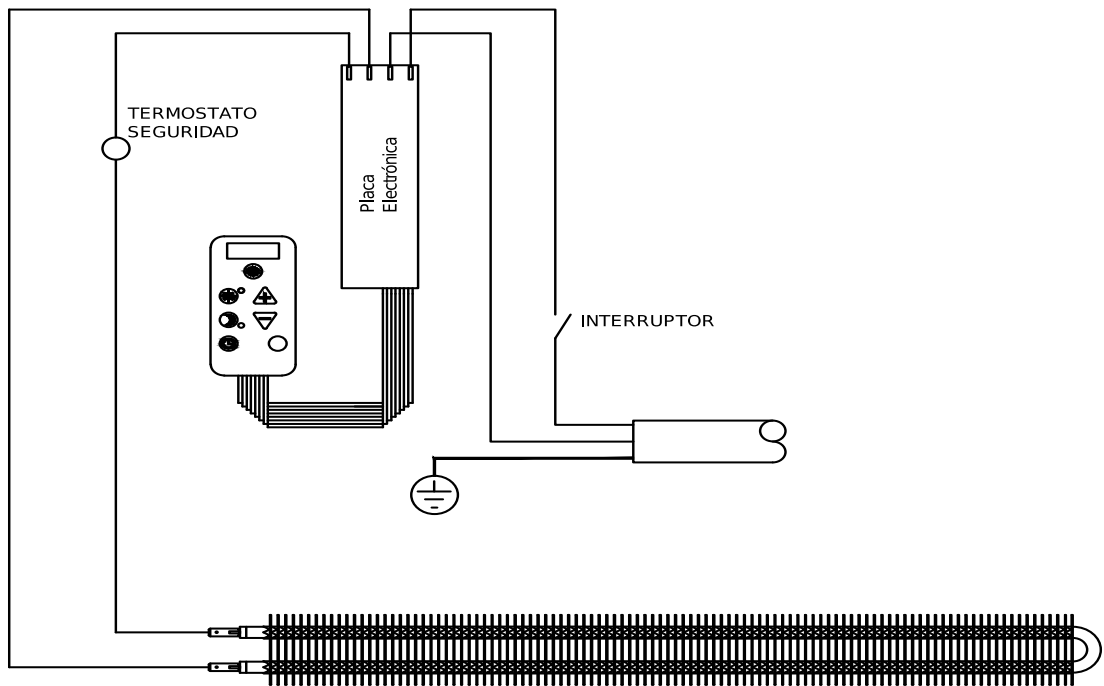 TERMOSTATO
SEGURIDAD
Placa
Electrónica
INTERRUPTOR